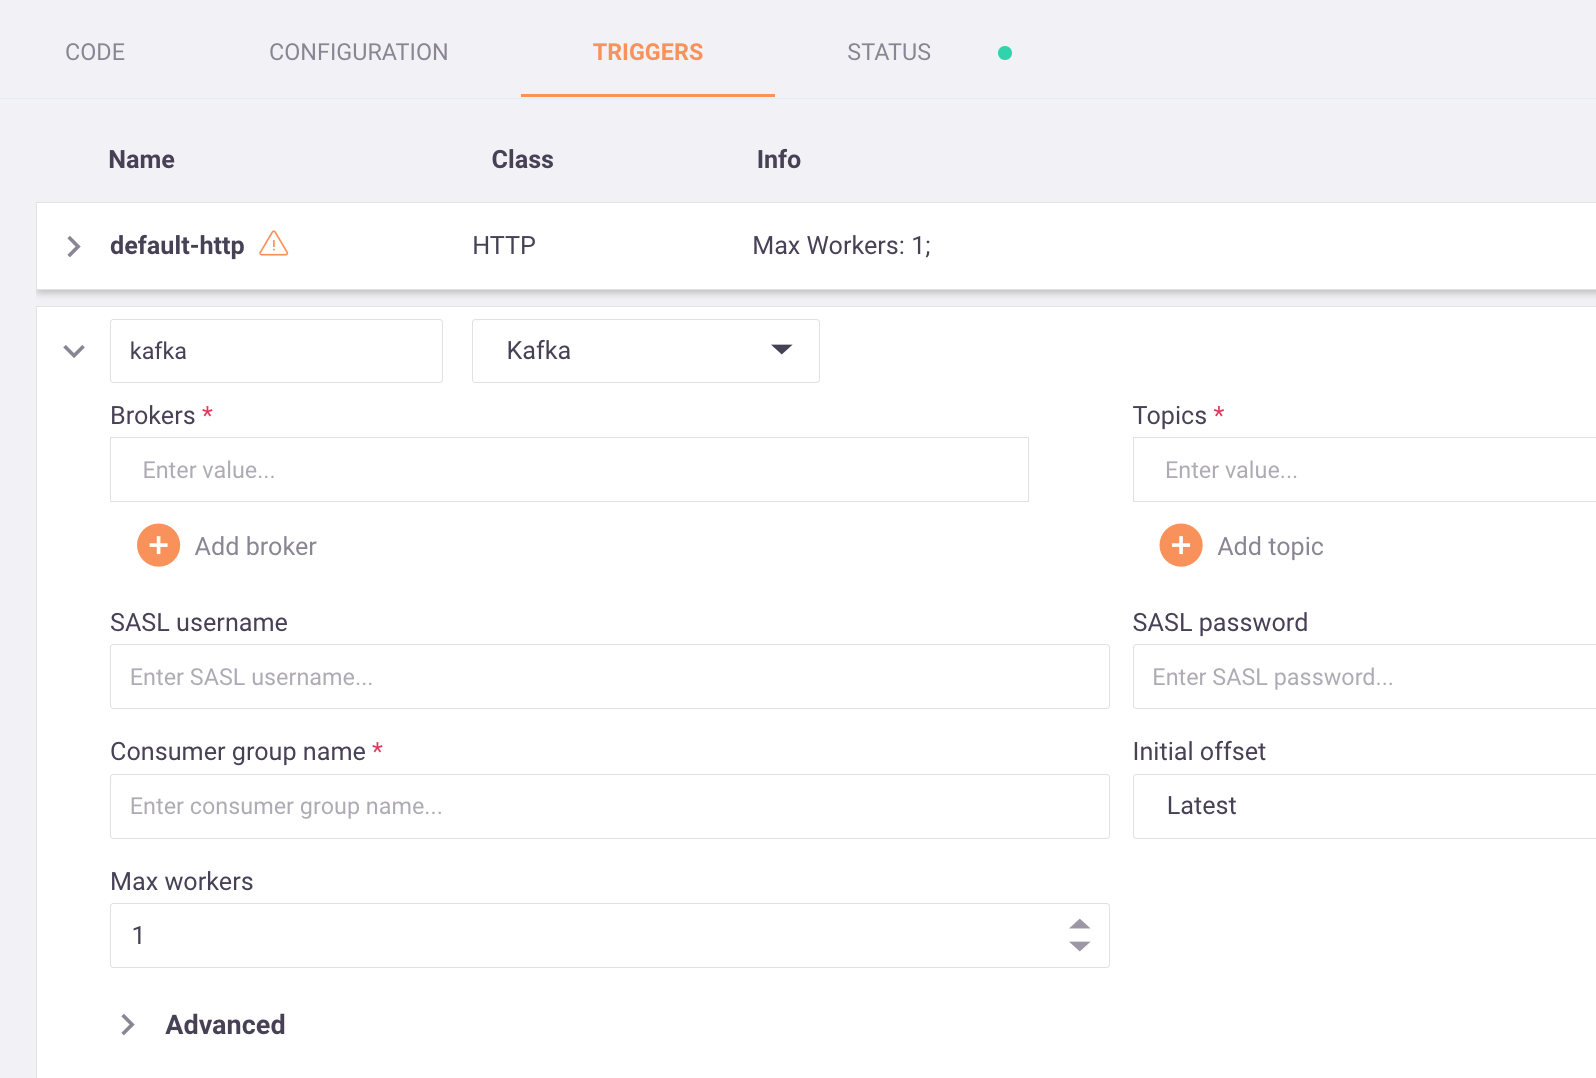 CODE CONFIGURATION TRIGGERS STATUS
Name Class Info
default-http HTTP Max Workers: 1;
kafka Kafka
Brokers * Topics *
Enter value... Enter value...
Add broker Add topic
SASL username SASL password
Enter SASL username... Enter SASL password...
Consumer group name * Initial offset
Enter consumer group name... Latest
Max workers
1
Advanced